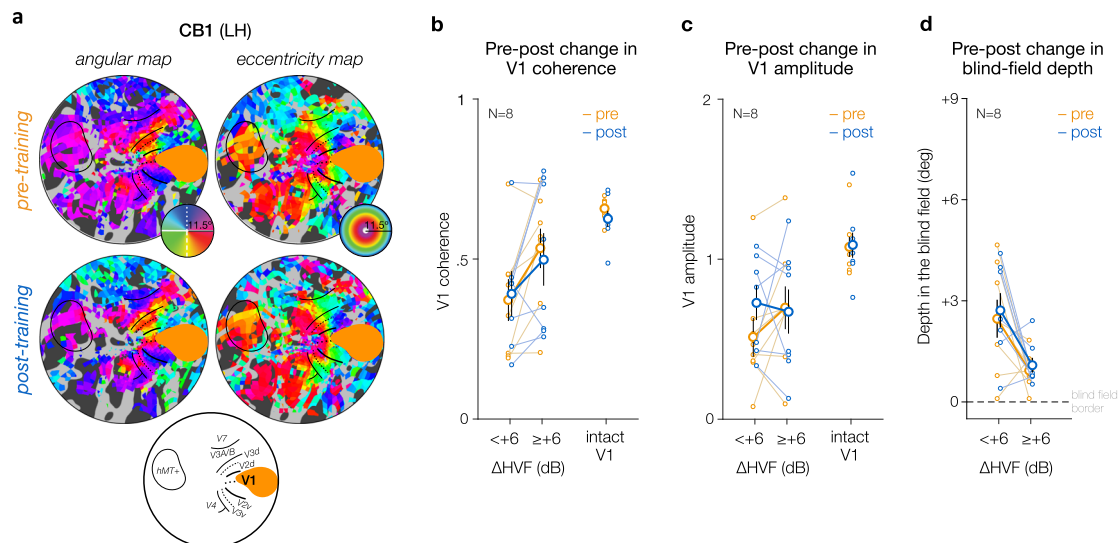 a
CB1 (LH)
angular map
eccentricity map
pre-training
11.5º
11.5º
post-training
hMT+
V7
V3A/B
V3d
V2d
V1
V4
V2v
V3v
b
Pre-post change in
V1 coherence
N=8
pre
post
V1 coherence
1
.5
0
<+6
≥+6
intact
V1
ΔHVF (dB)
c
Pre-post change in
V1 amplitude
N=8
pre
post
V1 amplitude
2
1
0
<+6
≥+6
intact
V1
ΔHVF (dB)
d
Pre-post change in
blind-field depth
N=8
pre
post
Depth in the blind field (deg)
+9
+6
+3
0
blind field
border
<+6
≥+6
ΔHVF (dB)